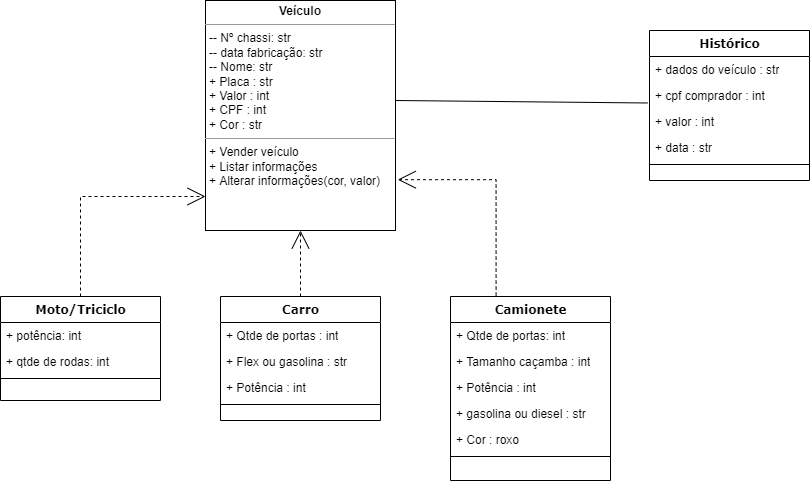 Veículo
-- Nº chassi: str
-- data fabricação: str
-- Nome: str
+ Placa : str
+ Valor : int
+ CPF : int
+ Cor : str
+ Vender veículo
+ Listar informações
+ Alterar informações(cor, valor)
Histórico
+ dados do veículo : str
+ cpf comprador : int
+ valor : int
+ data : str
Moto/Triciclo
+ potência: int
+ qtde de rodas: int
Carro
+ Qtde de portas : int
+ Flex ou gasolina : str
+ Potência : int
Camionete
+ Qtde de portas: int
+ Tamanho caçamba : int
+ Potência : int
+ gasolina ou diesel : str
+ Cor : roxo